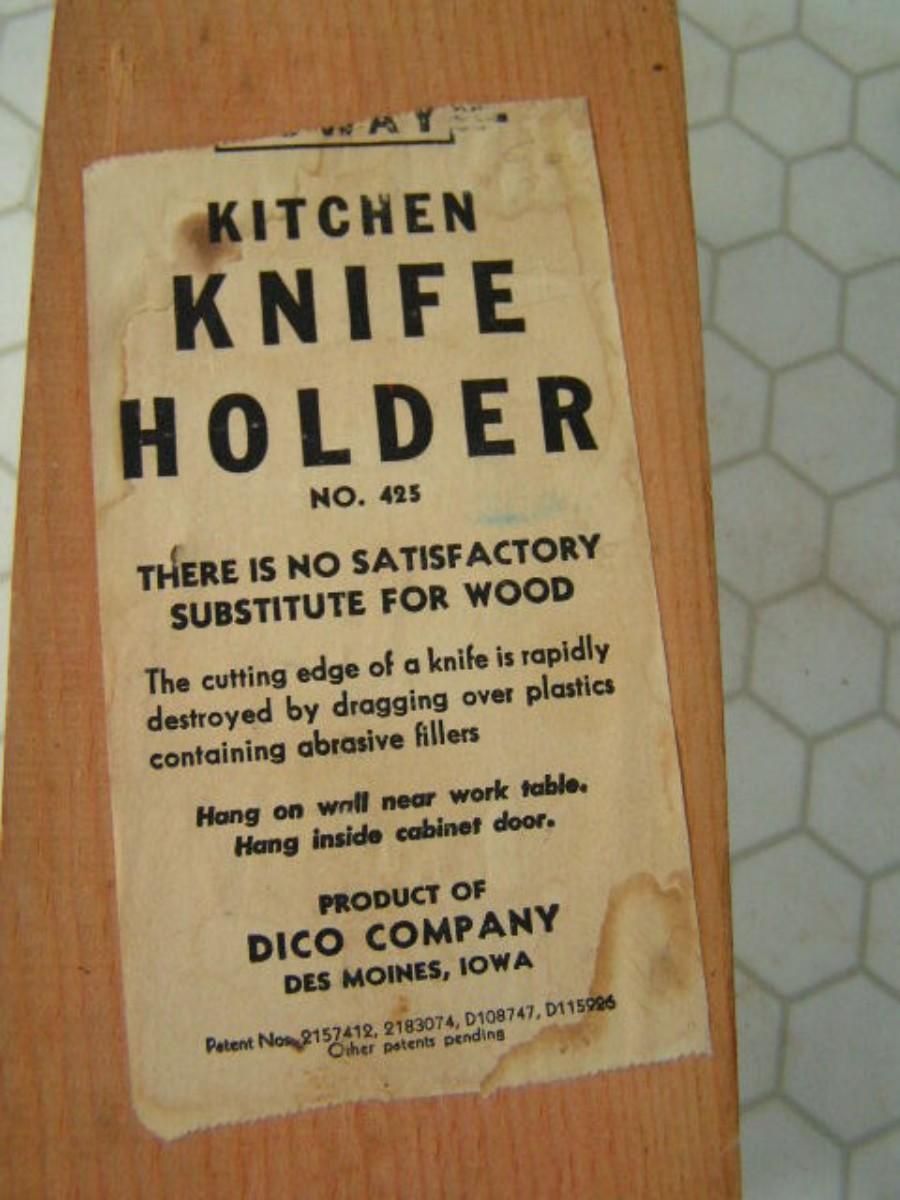 KITCHEN
KNIFE
HOLDER
NO. 425
THERE IS NO SATISFACTORY
SUBSTITUTE FOR WOOD
The cutting edge of a knife is rapidly
destroyed by dragging over plastics
containing abrasive fillers
Hang on wall near work table.
Hang inside cabinet door.
PRODUCT OF
DICO COMPANY
DES MOINES, IOWA
Patent Nos. 2157412, 2183074, D108747, D115926
Other patents pending